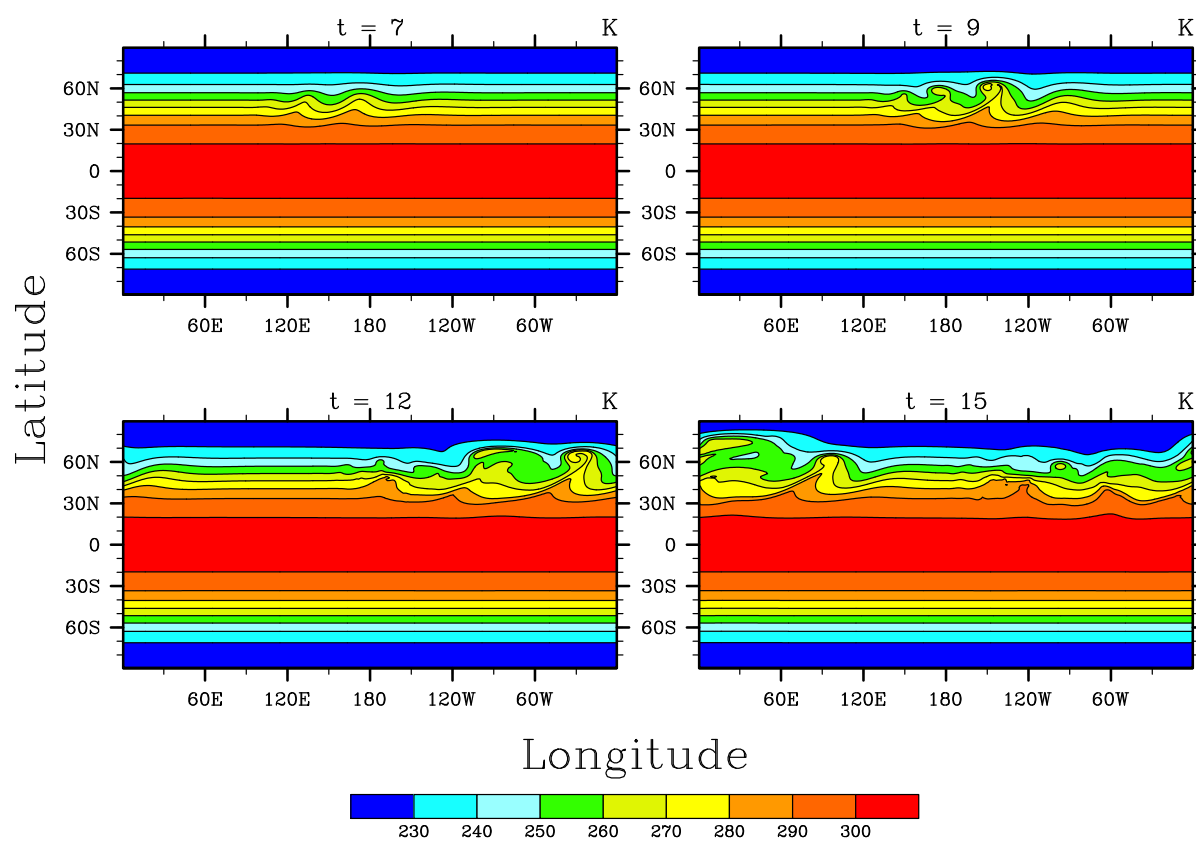 t = 7 K
t = 9 K
60N
30N
0
30S
60S
60N
30N
0
30S
60S
60E 120E 180 120W 60W
60E 120E 180 120W 60W
Latitude
t = 12 K
t = 15 K
60N
30N
0
30S
60S
60N
30N
0
30S
60S
60E 120E 180 120W 60W
60E 120E 180 120W 60W
Longitude
230 240 250 260 270 280 290 300